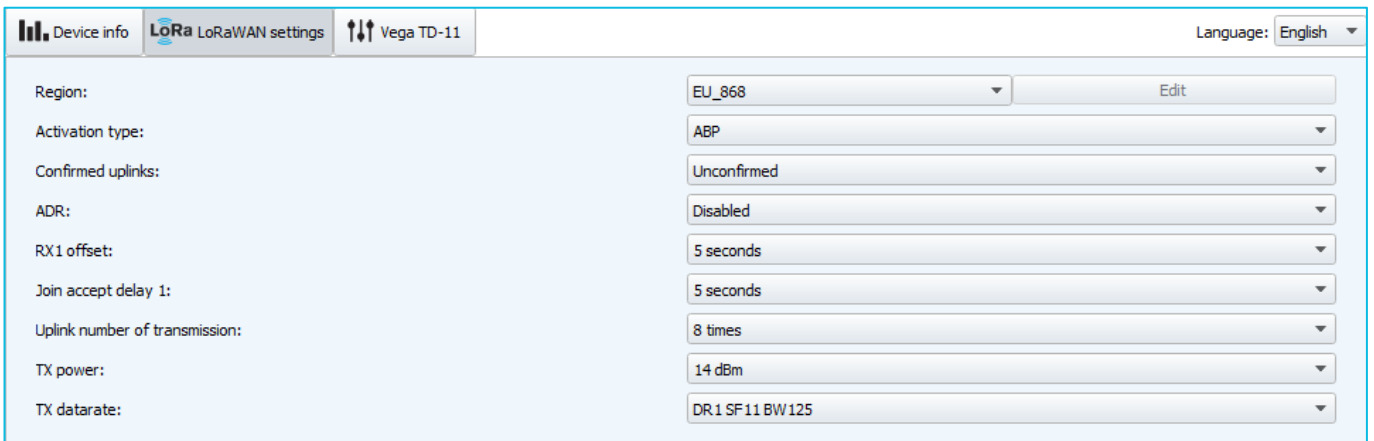 Device info LoRa LoRaWAN settings Vega TD-11 Language: English
Region: EU_868 Edit
Activation type: ABP
Confirmed uplinks: Unconfirmed
ADR: Disabled
RX1 offset: 5 seconds
Join accept delay 1: 5 seconds
Uplink number of transmission: 8 times
TX power: 14 dBm
TX datarate: DR1 SF11 BW125